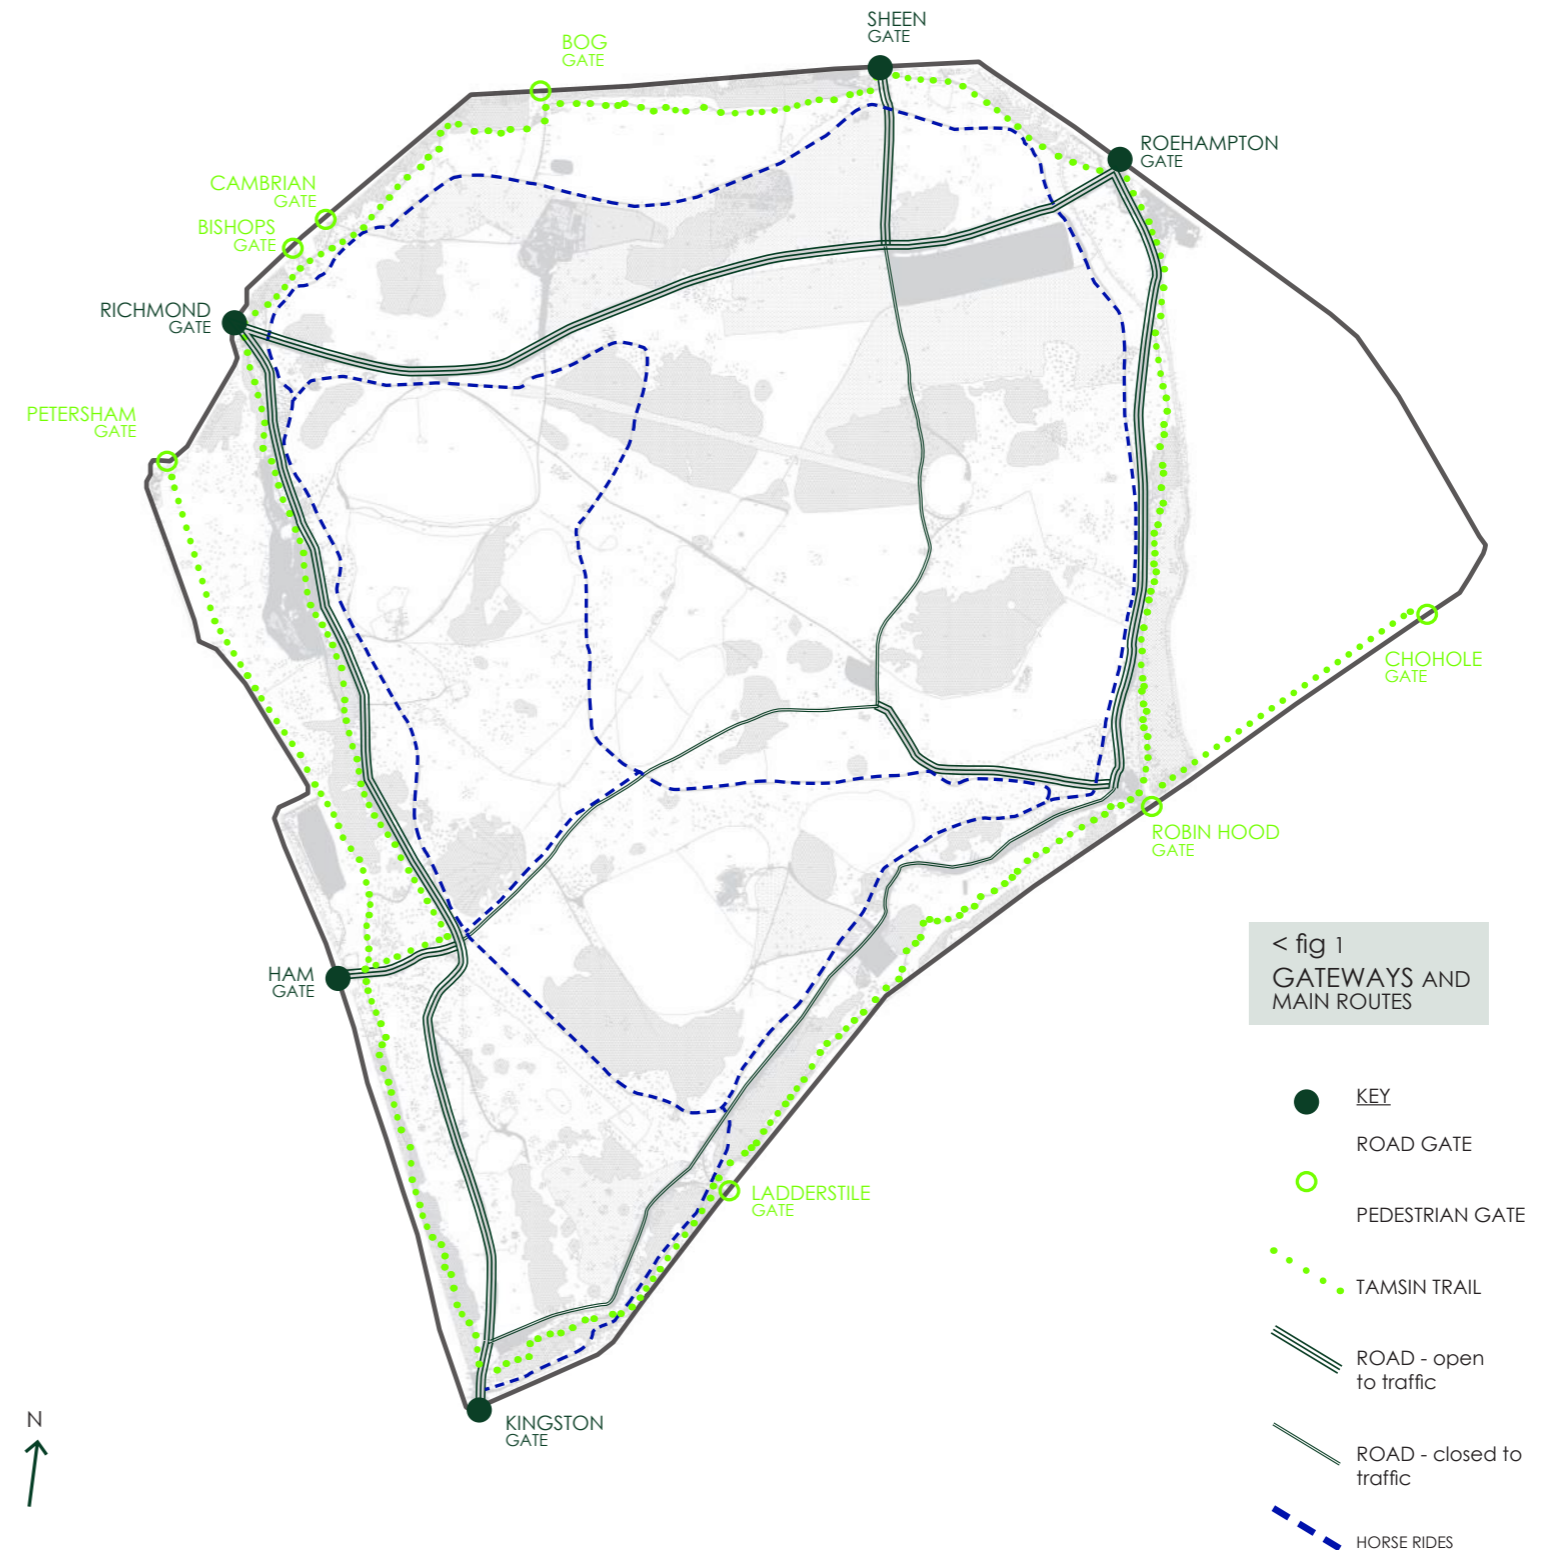 SHEEN
GATE
BOG
GATE
ROEHAMPTON
GATE
CAMBRIAN
GATE
BISHOPS
GATE
RICHMOND
GATE
PETERSHAM
GATE
CHOHOLE
GATE
ROBIN HOOD
GATE
HAM
GATE
LADDERSTILE
GATE
KINGSTON
GATE
N
< fig 1
GATEWAYS AND
MAIN ROUTES
KEY
ROAD GATE
PEDESTRIAN GATE
TAMSIN TRAIL
ROAD - open
to traffic
ROAD - closed to
traffic
HORSE RIDES